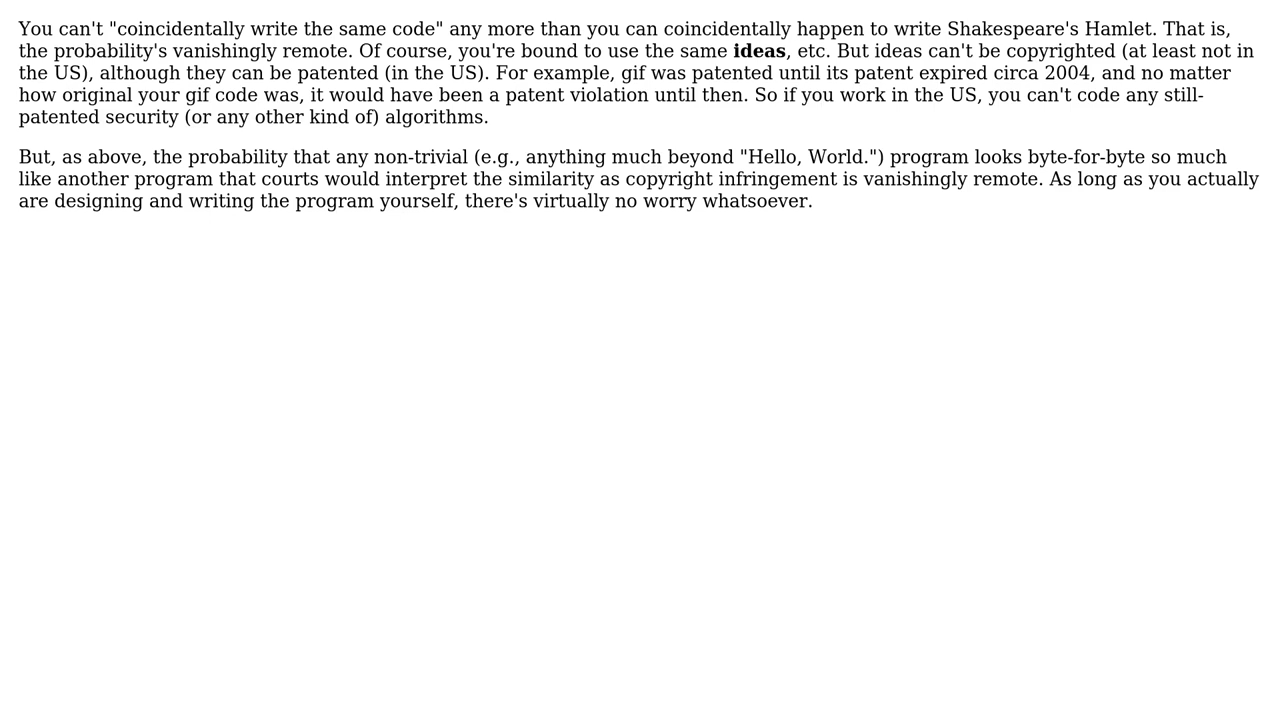 You can't "coincidentally write the same code" any more than you can coincidentally happen to write Shakespeare's Hamlet. That is,
the probability's vanishingly remote. Of course, you're bound to use the same ideas, etc. But ideas can't be copyrighted (at least not in
the US), although they can be patented (in the US). For example, gif was patented until its patent expired circa 2004, and no matter
how original your gif code was, it would have been a patent violation until then. So if you work in the US, you can't code any still-
patented security (or any other kind of) algorithms.
But, as above, the probability that any non-trivial (e.g., anything much beyond "Hello, World.") program looks byte-for-byte so much
like another program that courts would interpret the similarity as copyright infringement is vanishingly remote. As long as you actually
are designing and writing the program yourself, there's virtually no worry whatsoever.